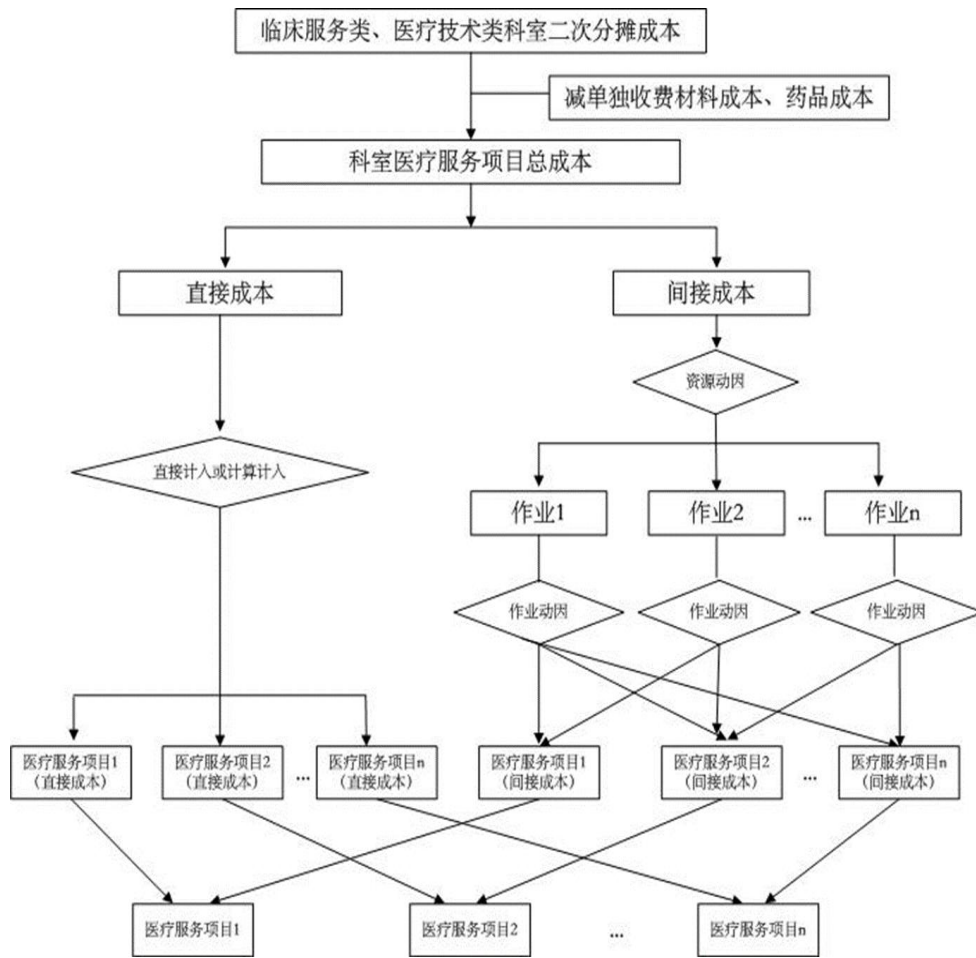 临床服务类、医疗技术类科室二次分摊成本
减单独收费材料成本、药品成本
科室医疗服务项目总成本
直接成本
间接成本
资源动因
直接计入或计算计入
作业1
作业2
...
作业n
作业动因
作业动因
作业动因
医疗服务项目1
(直接成本)
医疗服务项目2
(直接成本)
...
医疗服务项目n
(直接成本)
医疗服务项目1
(间接成本)
医疗服务项目2
(间接成本)
...
医疗服务项目n
(间接成本)
医疗服务项目1
医疗服务项目2
...
医疗服务项目n